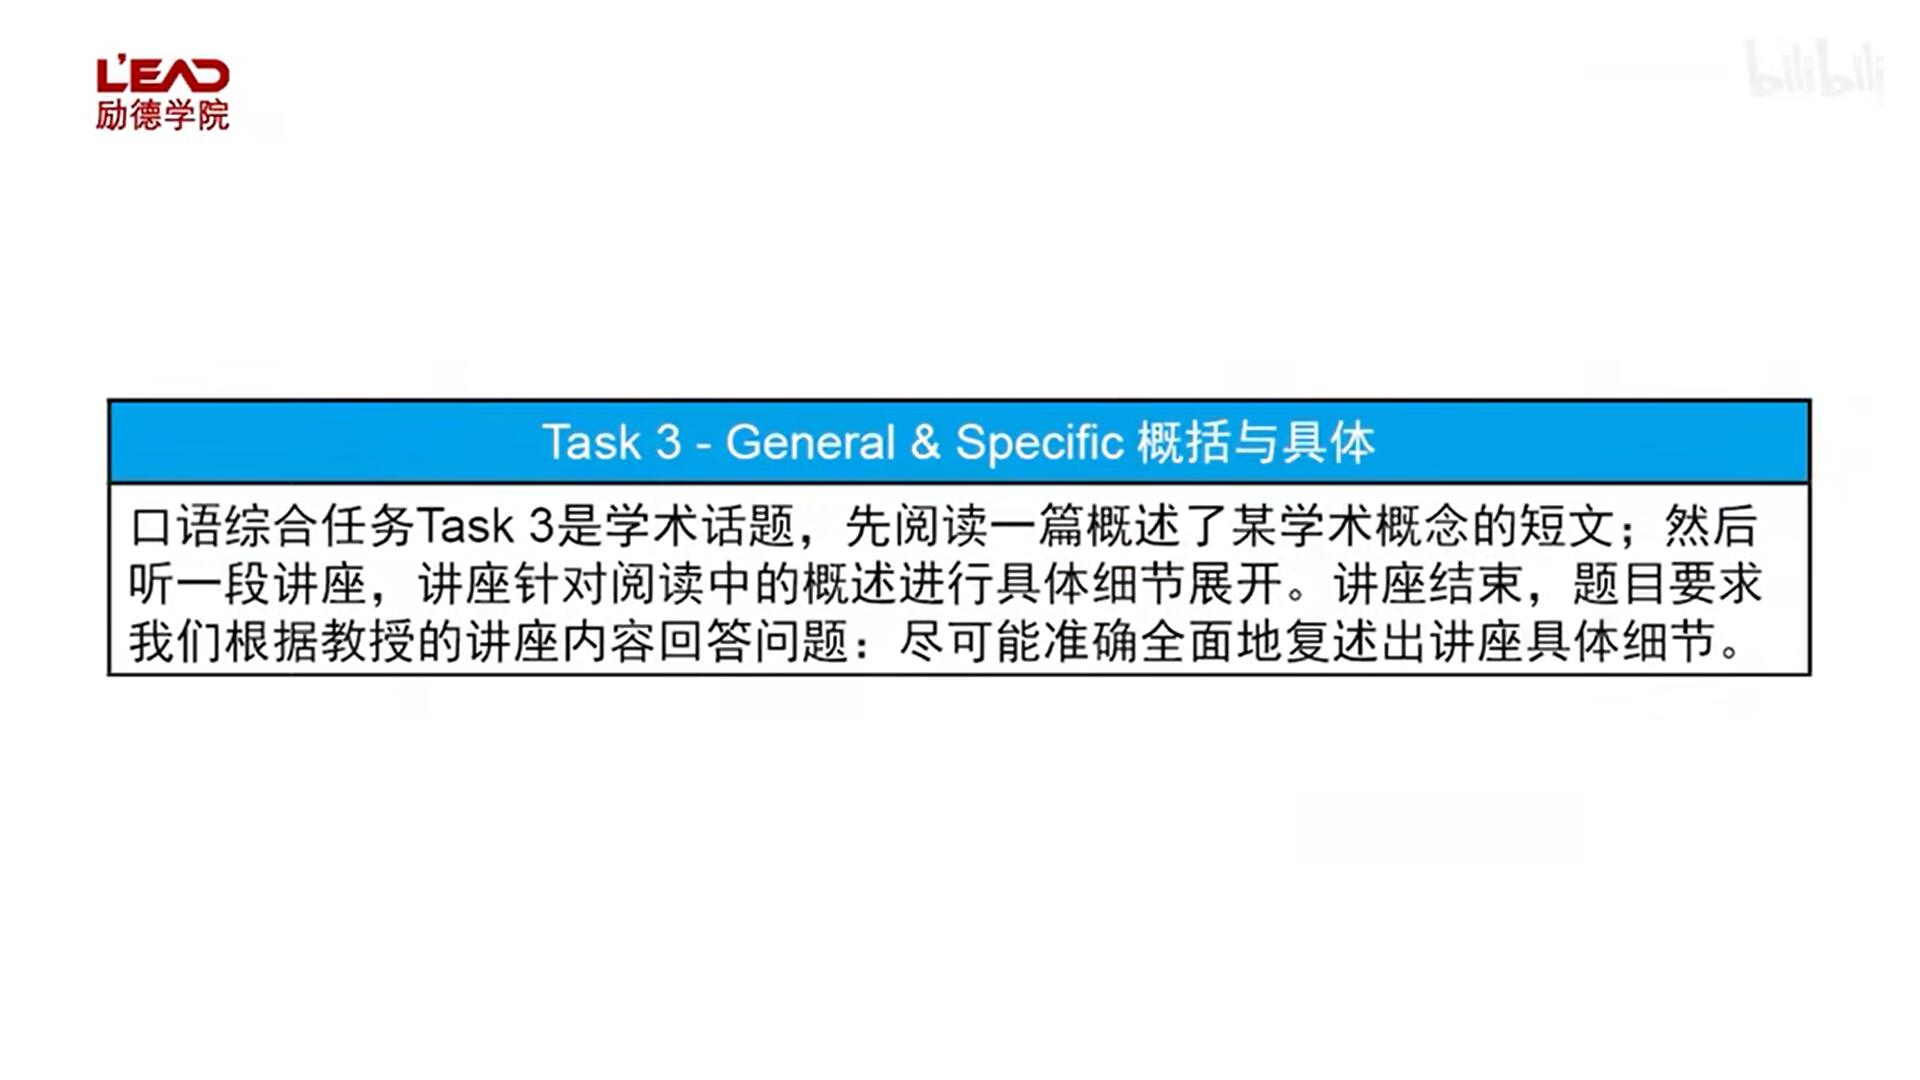 L'EAD
励德学院
bilibili
Task 3 - General & Specific 概括与具体
口语综合任务Task 3是学术话题，先阅读一篇概述了某学术概念的短文；然后
听一段讲座，讲座针对阅读中的概述进行具体细节展开。讲座结束，题目要求
我们根据教授的讲座内容回答问题：尽可能准确全面地复述出讲座具体细节。